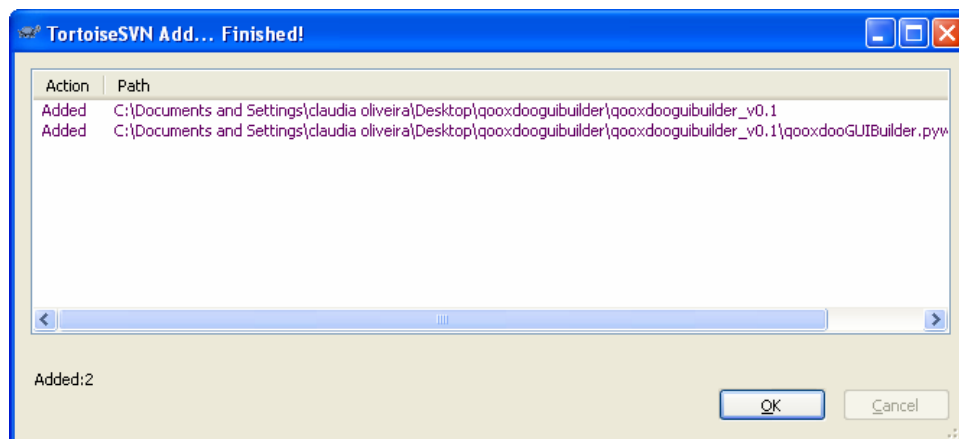 TortoiseSVN Add... Finished!
Action Path
Added C:\Documents and Settings\claudia oliveira\Desktop\qooxdooguibuilder\qooxdooguibuilder_v0.1
Added C:\Documents and Settings\claudia oliveira\Desktop\qooxdooguibuilder\qooxdooguibuilder_v0.1\qooxdooGUIBuilder.pyw
Added:2
OK Cancel